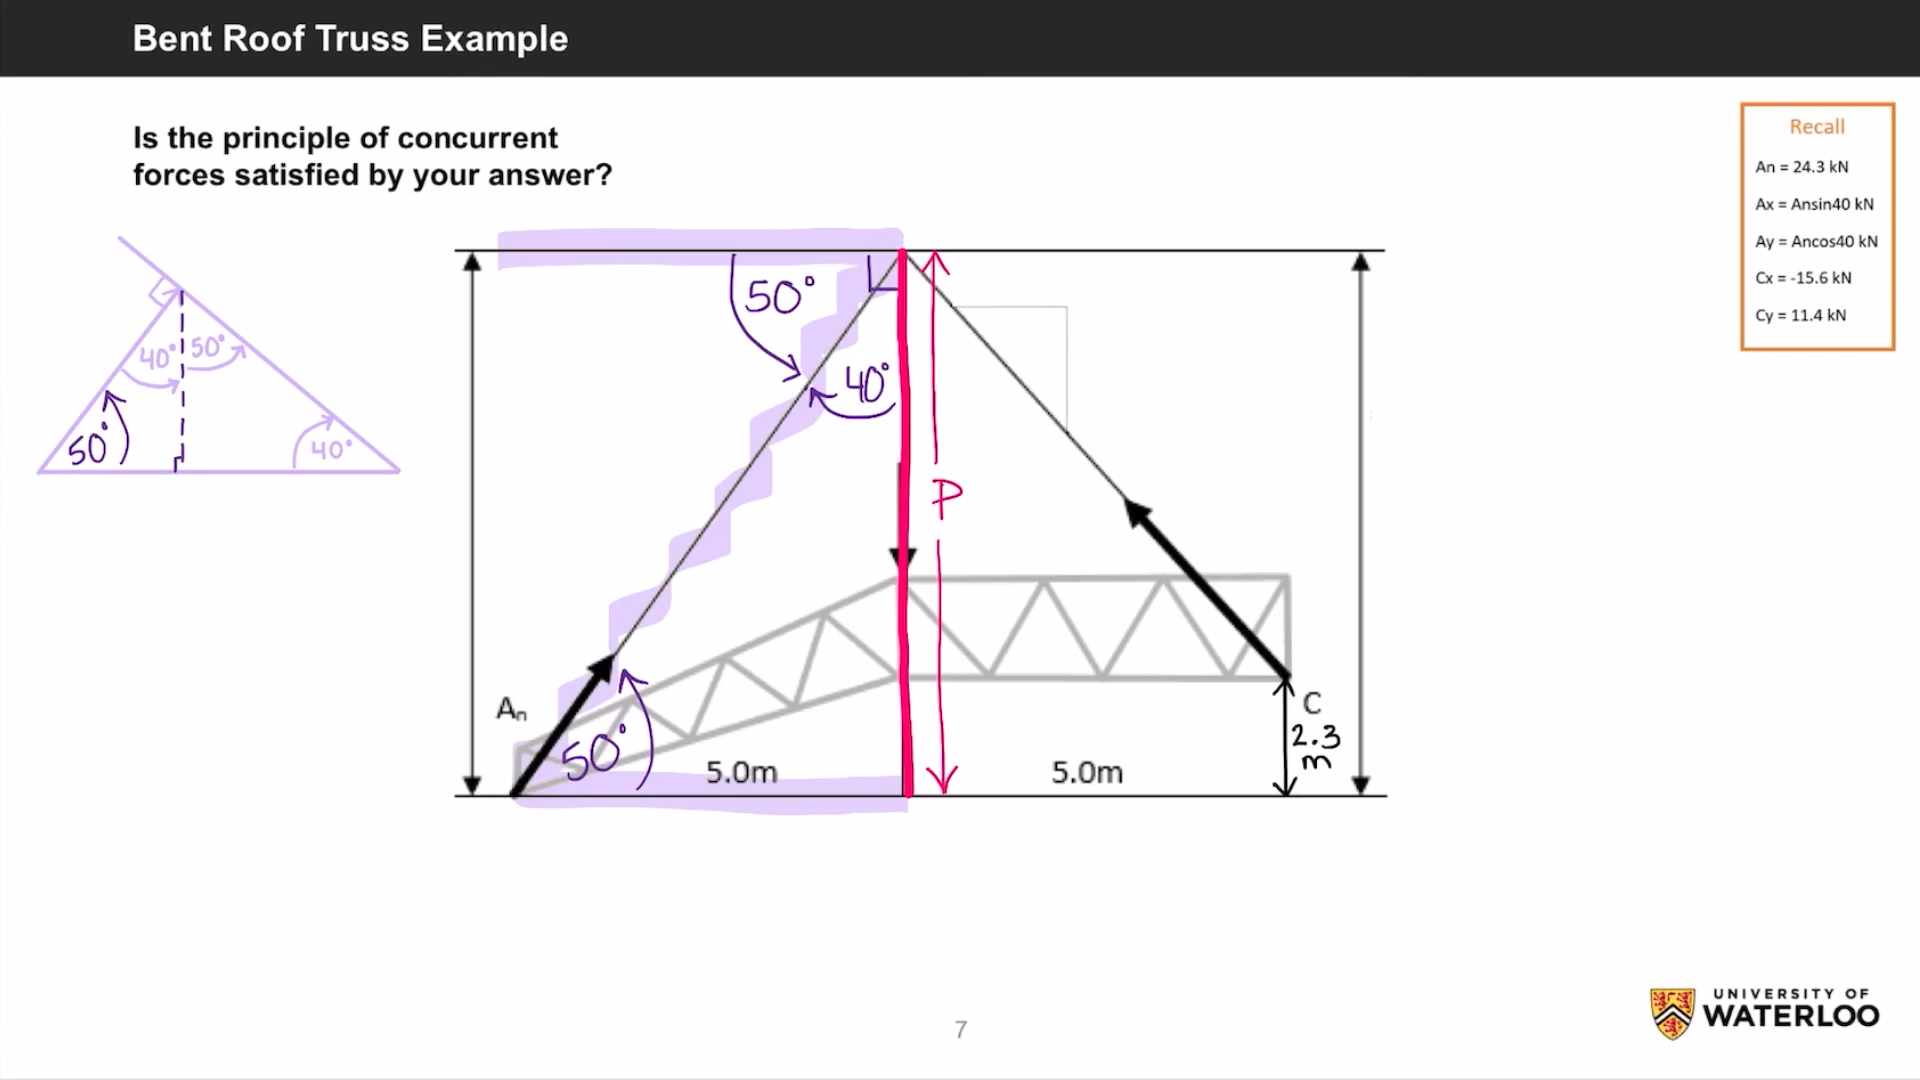 Bent Roof Truss Example
Is the principle of concurrent
forces satisfied by your answer?
Recall
An = 24.3 kN
Ax = Ansin40 kN
Ay = Ancos40 kN
Cx = -15.6 kN
Cy = 11.4 kN
40° 50°
50°
40°
50°
40°
P
An
50°
5.0m
5.0m
C
2.3
m
7
UNIVERSITY OF
WATERLOO